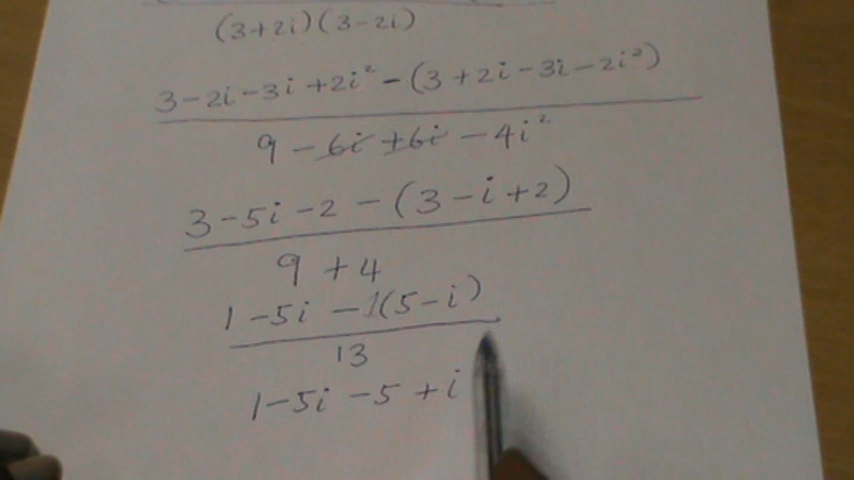 (3+2i)(3-2i)
3-2i-3i+2i²-(3+2i-3i-2i²)
9-6i+6i-4i²
3-5i-2-(3-i+2)
9+4
1-5i-1(5-i)
13
1-5i-5+i